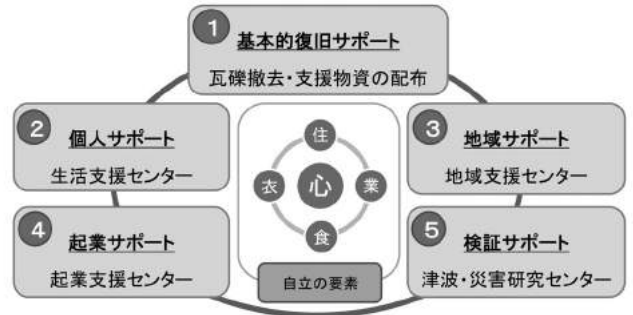 1
基本的復旧サポート
瓦礫撤去・支援物資の配布
2
個人サポート
生活支援センター
3
地域サポート
地域支援センター
住
衣
心
業
食
4
起業サポート
起業支援センター
自立の要素
5
検証サポート
津波・災害研究センター